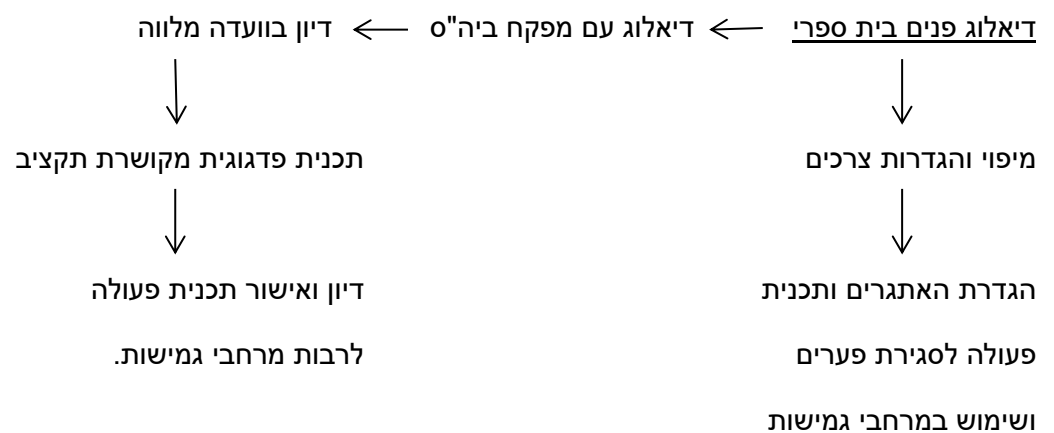 דיאלוג פנים בית ספרי דיאלוג עם מפקח ביה"ס דיון בוועדה מלווה
מיפוי והגדרות צרכים תכנית פדגוגית מקושרת תקציב
הגדרת האתגרים ותכנית דיון ואישור תכנית פעולה
פעולה לסגירת פערים לרבות מרחבי גמישות.
ושימוש במרחבי גמישות